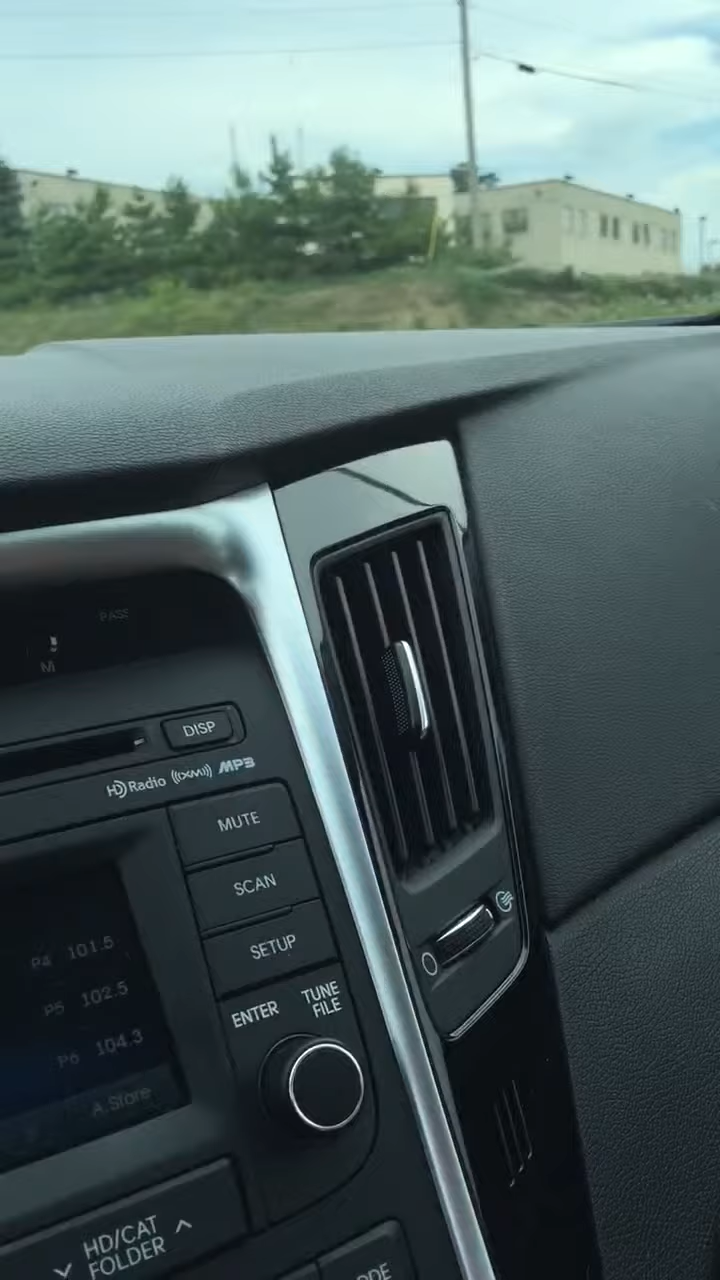 PASS
M
DISP
HD Radio ((XM)) MP3
MUTE
SCAN
SETUP
P4 101.5
P5 102.5
P6 104.3
A.Store
ENTER
TUNE
FILE
HD/CAT
FOLDER